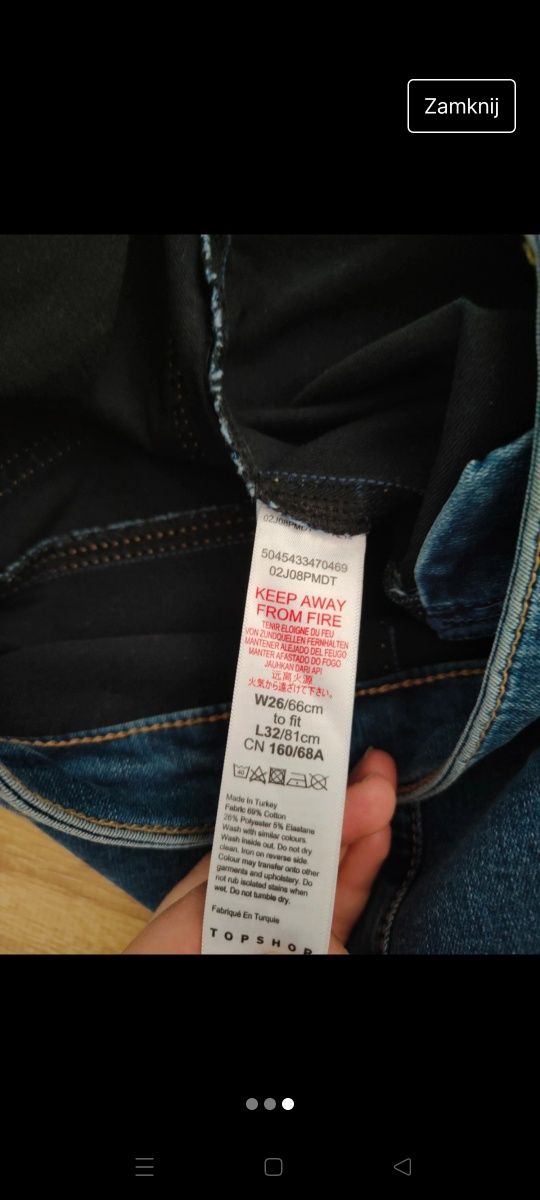 Zamknij
02J08PMDT
5045433470469
02J08PMDT
KEEP AWAY
FROM FIRE
TENIR ELOIGNE DU FEU
VON ZUNDQUELLEN FERNHALTEN
MANTENER ALEJADO DEL FEUGO
MANTER AFASTADO DO FOGO
JAUHKAN DARI API
远离火源
火気から遠ざけて下さい。
W26/66cm
to fit
L32/81cm
CN 160/68A
40
Made In Turkey
Fabric 69% Cotton
26% Polyester 5% Elastane
Wash with similar colours.
Wash inside out. Do not dry
clean. Iron on reverse side.
Colour may transfer onto other
garments and upholstery. Do
not rub isolated stains when
wet. Do not tumble dry.
Fabriqué En Turquie
TOPSHOP